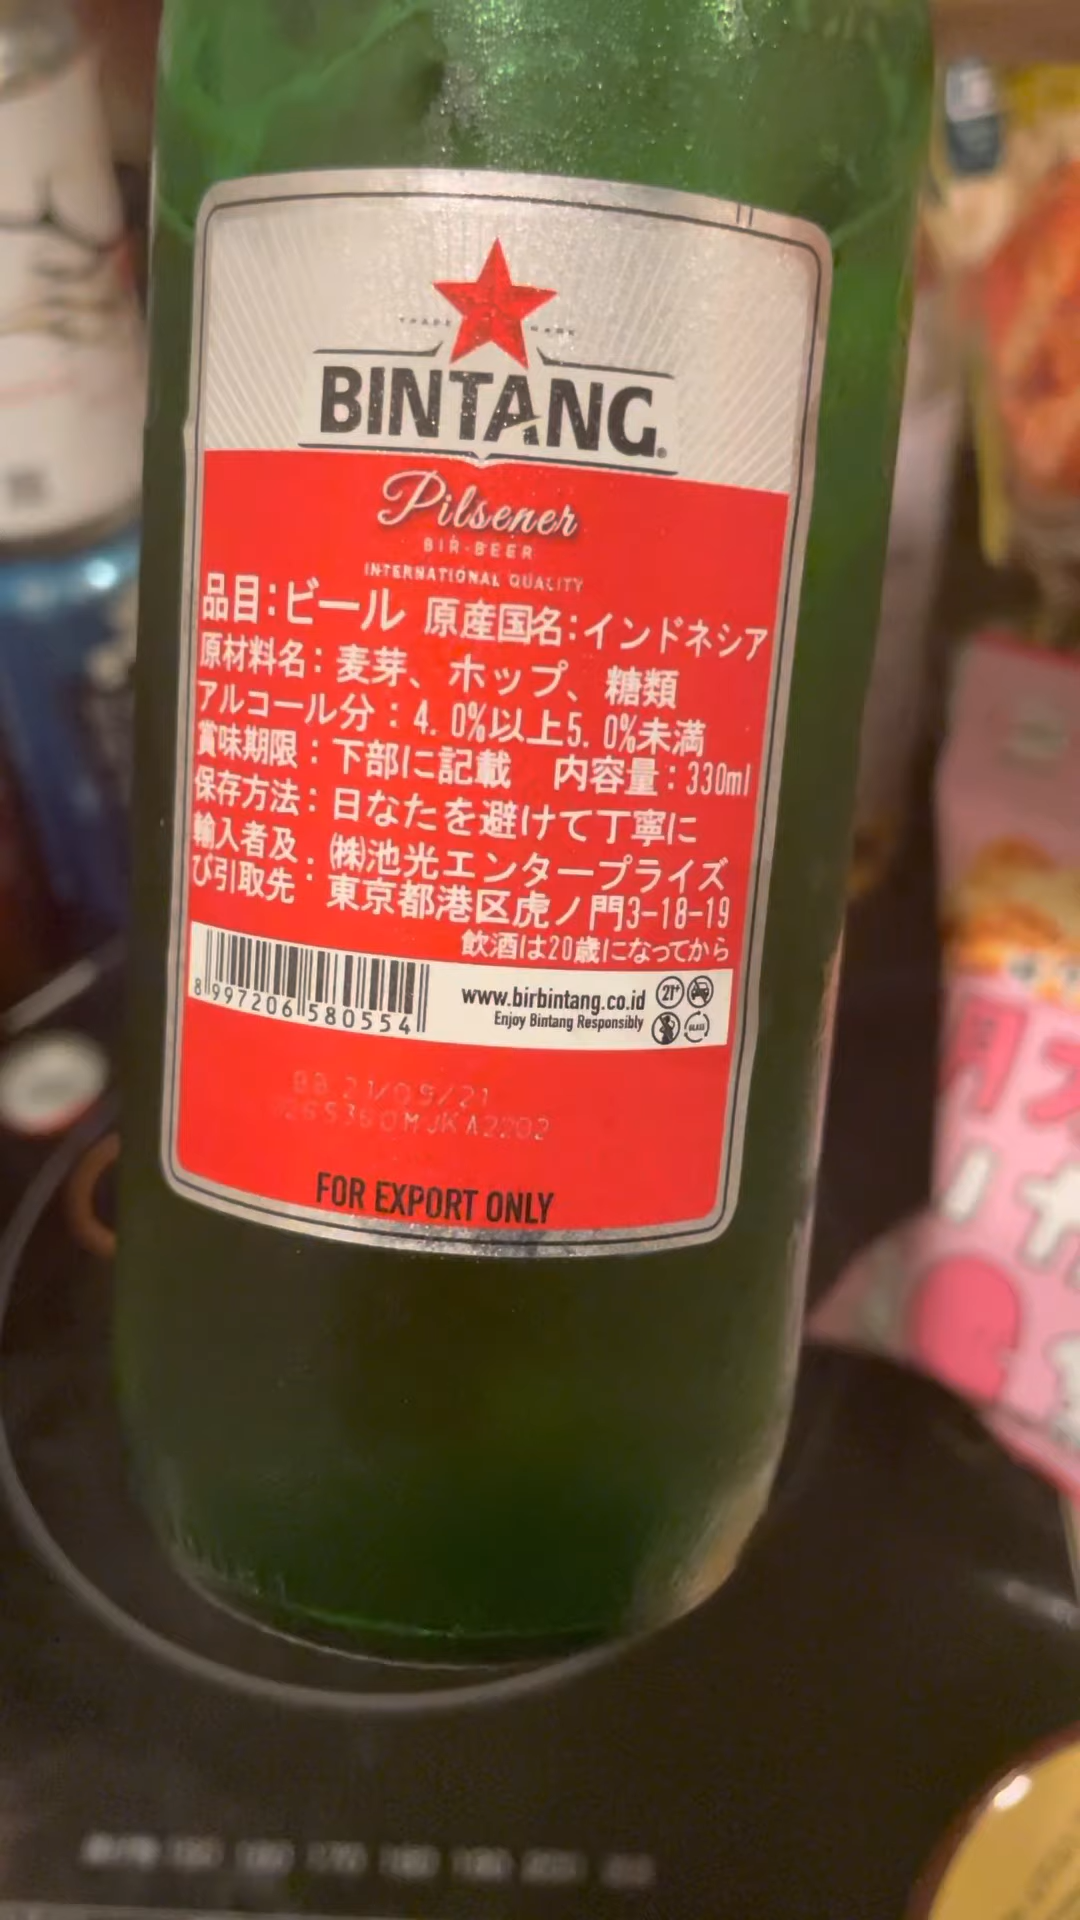 TRADE MARK
BINTANG®
Pilsener
BIR-BEER
INTERNATIONAL QUALITY
品目:ビール 原産国名:インドネシア
原材料名:麦芽、ホップ、糖類
アルコール分:4.0%以上5.0%未満
賞味期限:下部に記載 内容量:330ml
保存方法:日なたを避けて丁寧に
輸入者及び引取先:㈱池光エンタープライズ
東京都港区虎ノ門3-18-19
飲酒は20歳になってから
8 997206 580554
www.birbintang.co.id 21+
Enjoy Bintang Responsibly GLASS
BB 21/09/21
FOR EXPORT ONLY